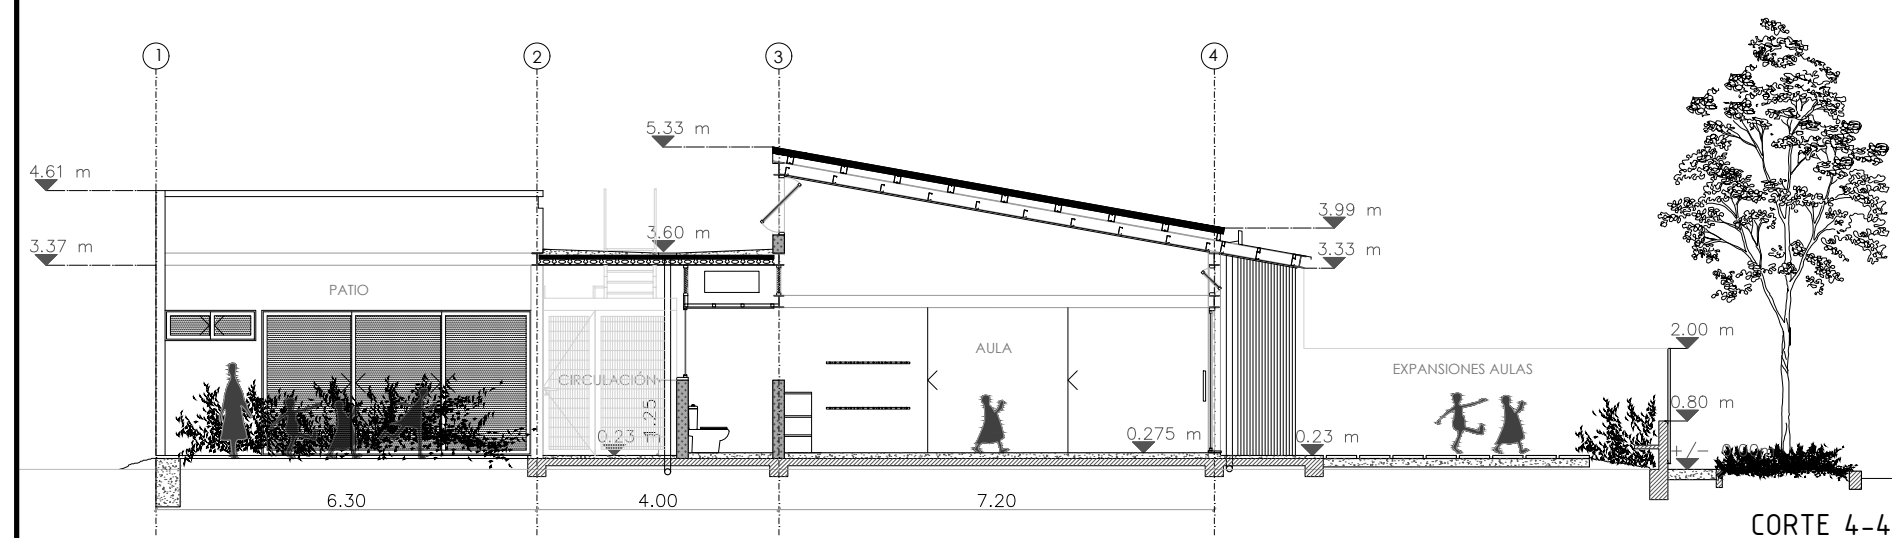 1
2
3
4
5.33 m
4.61 m
3.99 m
3.60 m
3.37 m
3.33 m
PATIO
2.00 m
AULA
EXPANSIONES AULAS
CIRCULACIÓN
0.80 m
1.25
0.23 m
0.275 m
0.23 m
+/-
6.30
4.00
7.20
CORTE 4-4